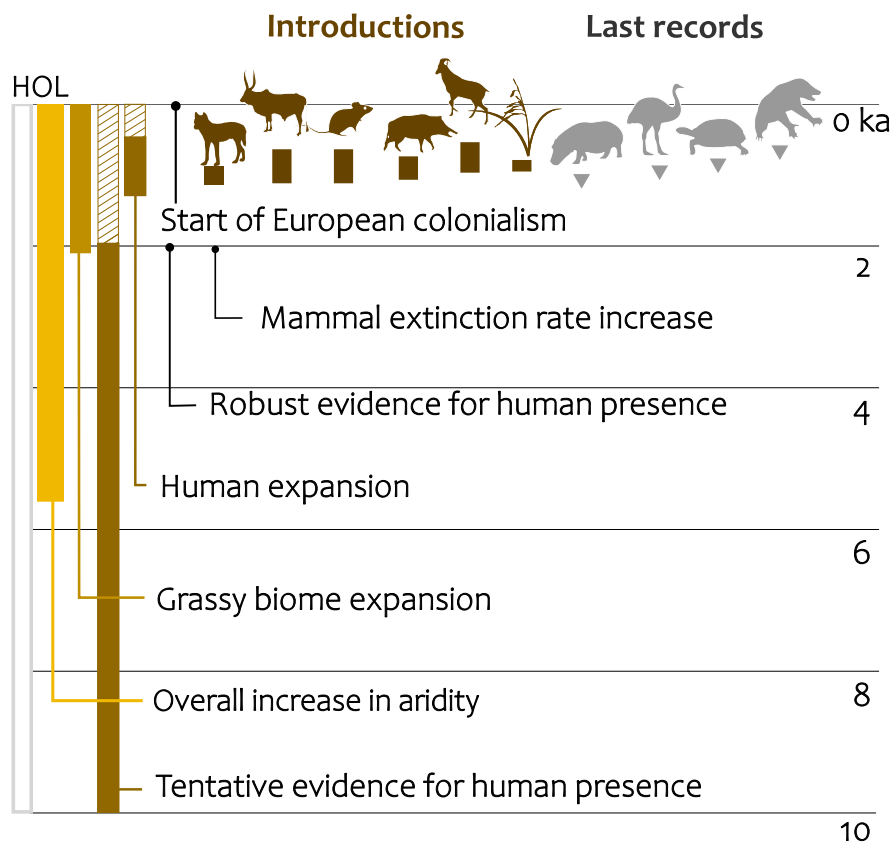 Introductions
Last records
HOL
0 ka
Start of European colonialism
2
Mammal extinction rate increase
Robust evidence for human presence
4
Human expansion
6
Grassy biome expansion
8
Overall increase in aridity
Tentative evidence for human presence
10